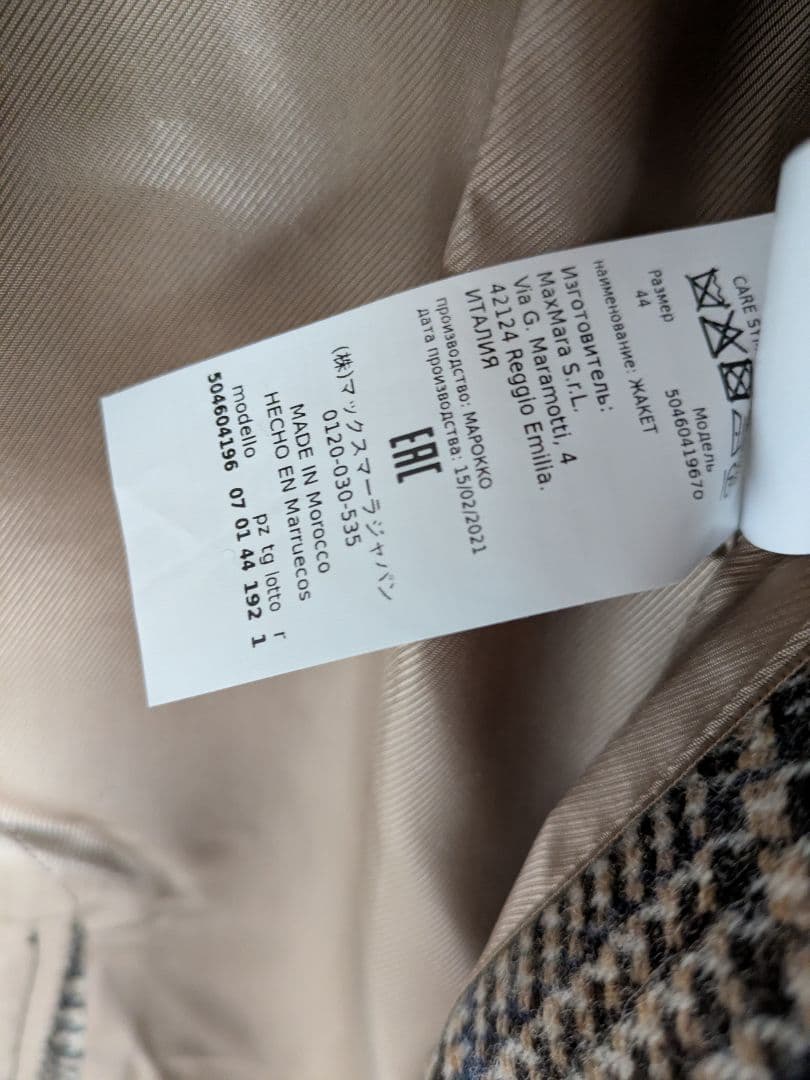 CARE
Размер Модель
44 5046041967O
наименование: ЖАКЕТ
Изготовитель:
MaxMara S.r.L.
Via G. Maramotti, 4
42124 Reggio Emilia.
ИТАЛИЯ
производство: МАРОККО
дата производства: 15/02/2021
EAC
(株)マックスマーラジャパン
0120-030-535
MADE IN Morocco
HECHO EN Marruecos
modello pz tg lotto r
504604196 07 01 44 192 1